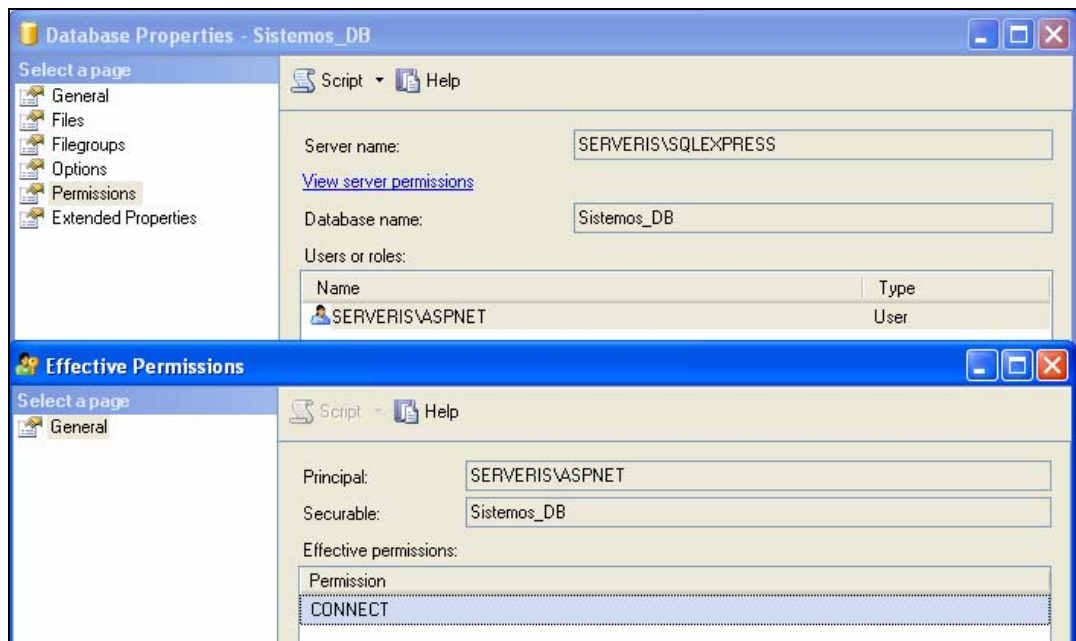 Database Properties - Sistemos_DB
Select a page
General
Files
Filegroups
Options
Permissions
Extended Properties
Script Help
Server name: SERVERIS\SQLEXPRESS
View server permissions
Database name: Sistemos_DB
Users or roles:
Name Type
SERVERIS\ASPNET User
Effective Permissions
Select a page
General
Script Help
Principal: SERVERIS\ASPNET
Securable: Sistemos_DB
Effective permissions:
Permission
CONNECT